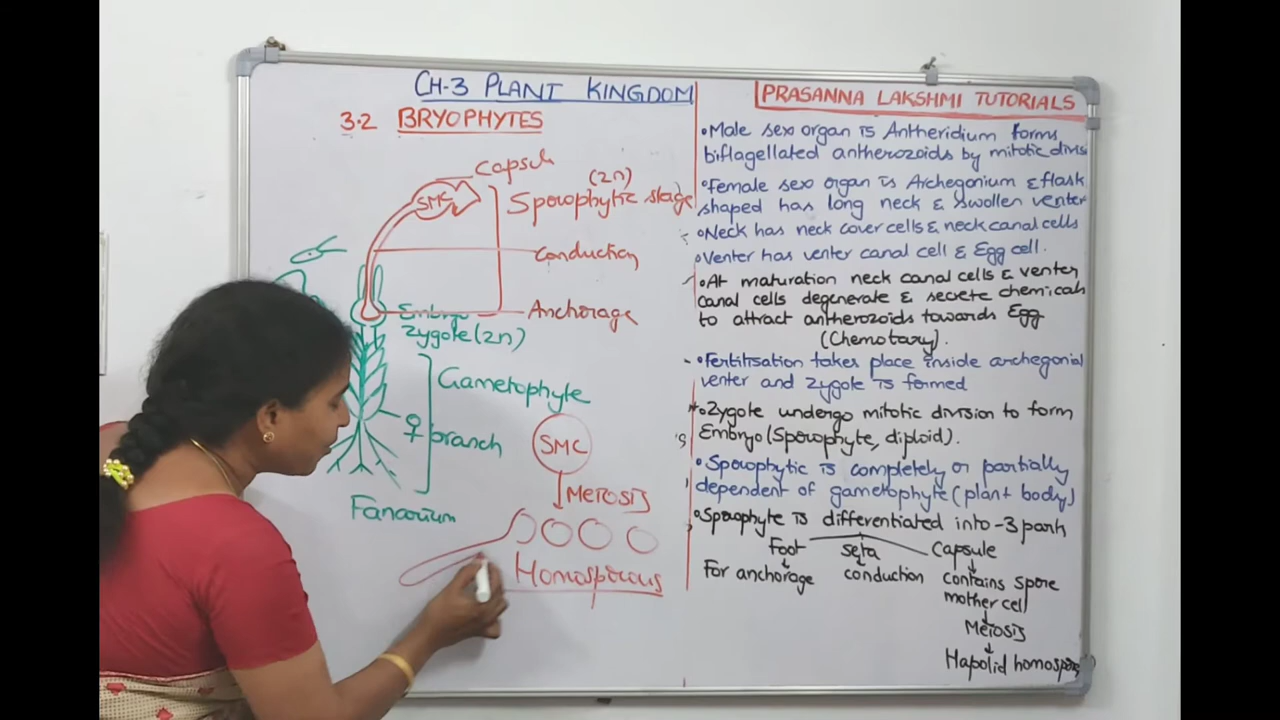 CH-3 PLANT KINGDOM
3.2 BRYOPHYTES
Capsule
SMC
(2n)
Sporophytic stage
Conduction
Anchorage
Embryo
Zygote (2n)
Gametophyte
♀ branch
Fanarium
SMC
Meiosis
Homosporous
PRASANNA LAKSHMI TUTORIALS
• Male sex organ is Antheridium forms
biflagellated antherozoids by mitotic divisi
• Female sex organ is Archegonium & flask
shaped has long neck & swollen venter
• Neck has neck cover cells & neck canal cells
• Venter has venter canal cell & Egg cell.
• At maturation neck canal cells & venter
canal cells degenerate & secrete chemicals
to attract antherozoids towards Egg
(Chemotaxy).
• Fertilisation takes place inside archegonial
venter and zygote is formed
• Zygote undergo mitotic division to form
Embryo (Sporophyte, diploid).
• Sporophytic is completely or partially
dependent of gametophyte (plant body)
• Sporophyte is differentiated into -3 parts
Foot seta Capsule
For anchorage conduction contains spore
mother cell
Meiosis
Hapolid homospore